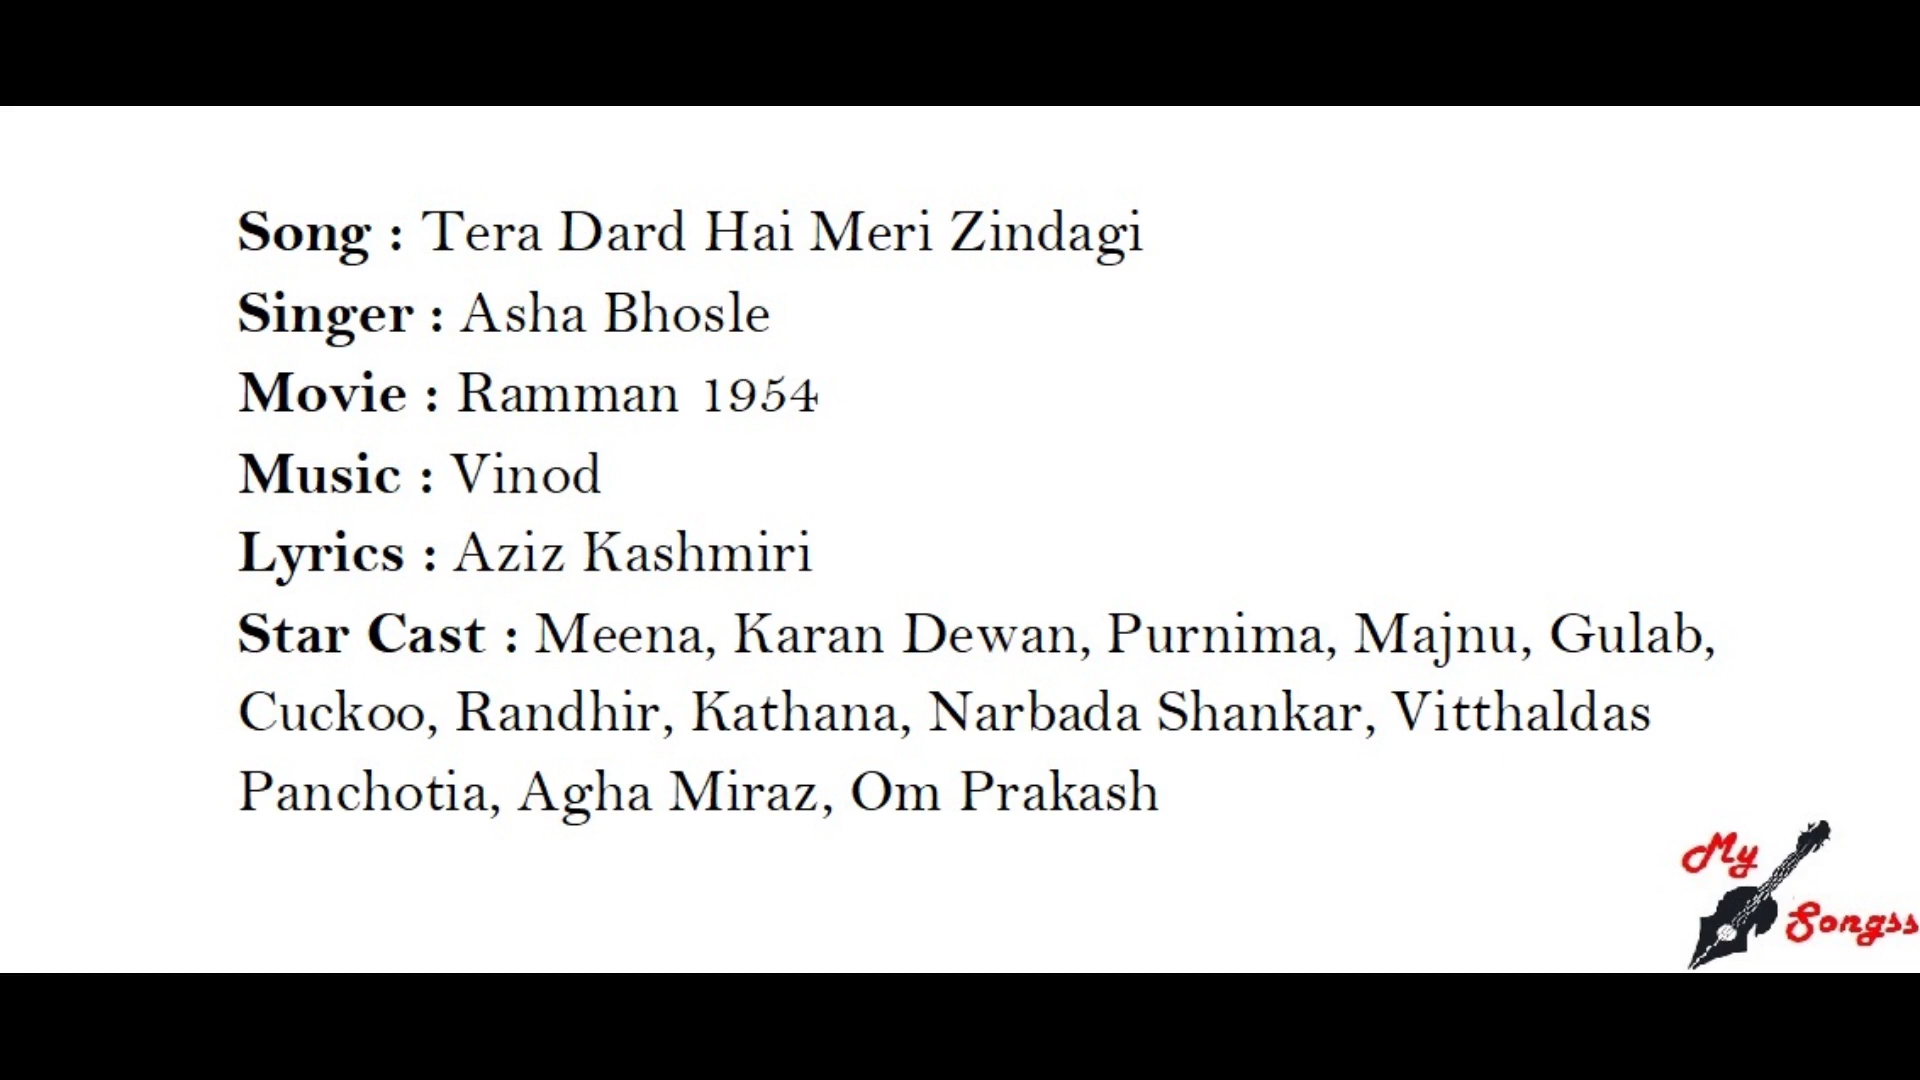 Song : Tera Dard Hai Meri Zindagi
Singer : Asha Bhosle
Movie : Ramman 1954
Music : Vinod
Lyrics : Aziz Kashmiri
Star Cast : Meena, Karan Dewan, Purnima, Majnu, Gulab,
Cuckoo, Randhir, Kathana, Narbada Shankar, Vitthaldas
Panchotia, Agha Miraz, Om Prakash
My
Songss